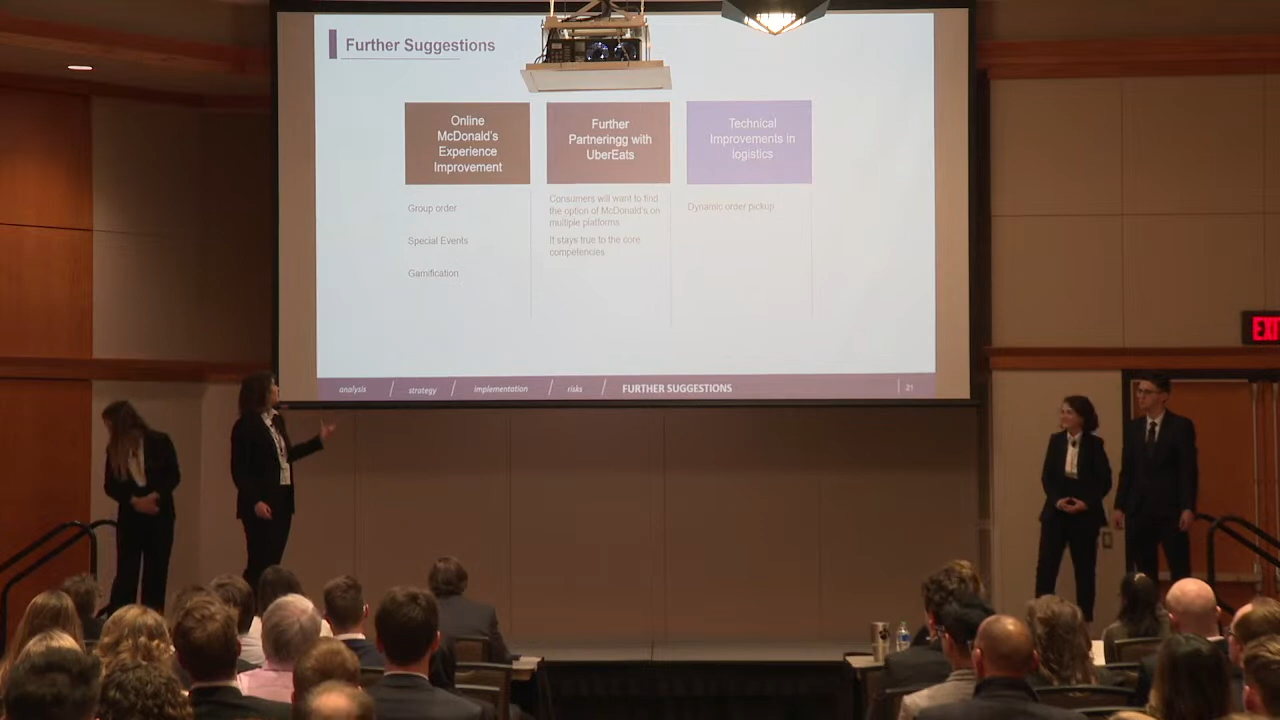 Further Suggestions
Online
McDonald's
Experience
Improvement
Further
Partneringg with
UberEats
Technical
Improvements in
logistics
Group order
Special Events
Gamification
Consumers will want to find
the option of McDonald's on
multiple platforms
If stays true to the core
competencies
Dynamic order pickup
analysis / strategy / implementation / risks / FURTHER SUGGESTIONS 21